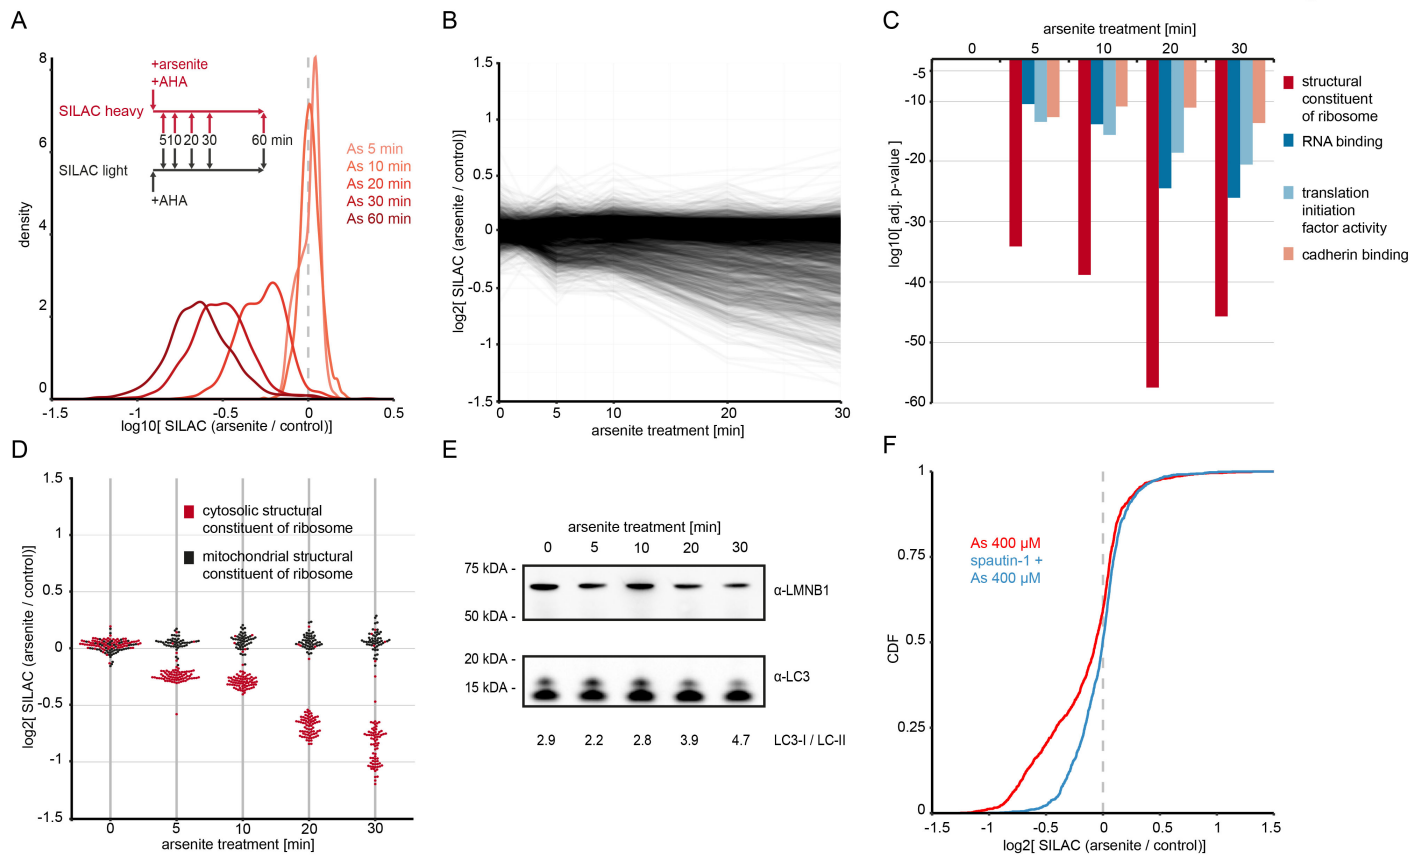 A
8
6
4
2
0
density
+arsenite
+AHA
SILAC heavy
5
10
20
30
60 min
SILAC light
+AHA
As 5 min
As 10 min
As 20 min
As 30 min
As 60 min
-1.5
-1
-0.5
0
0.5
log10[ SILAC (arsenite / control)]
B
1.5
1
0.5
0
-0.5
-1
-1.5
log2[ SILAC (arsenite / control)]
0
5
10
20
30
arsenite treatment [min]
C
arsenite treatment [min]
0
5
10
20
30
-5
-10
-20
-30
-40
-50
-60
log10[ adj. p-value ]
structural
constituent
of ribosome
RNA binding
translation
initiation
factor activity
cadherin binding
D
1.5
1
0.5
0
-0.5
-1
-1.5
log2[ SILAC (arsenite / control)]
cytosolic structural
constituent of ribosome
mitochondrial structural
constituent of ribosome
0
5
10
20
30
arsenite treatment [min]
E
arsenite treatment [min]
0
5
10
20
30
75 kDA -
50 kDA -
α-LMNB1
20 kDA -
15 kDA -
α-LC3
2.9
2.2
2.8
3.9
4.7
LC3-I / LC-II
F
1
0.75
0.5
0.25
0
CDF
As 400 µM
spautin-1 +
As 400 µM
-1.5
-1
-0.5
0
0.5
1
1.5
log2[ SILAC (arsenite / control)]